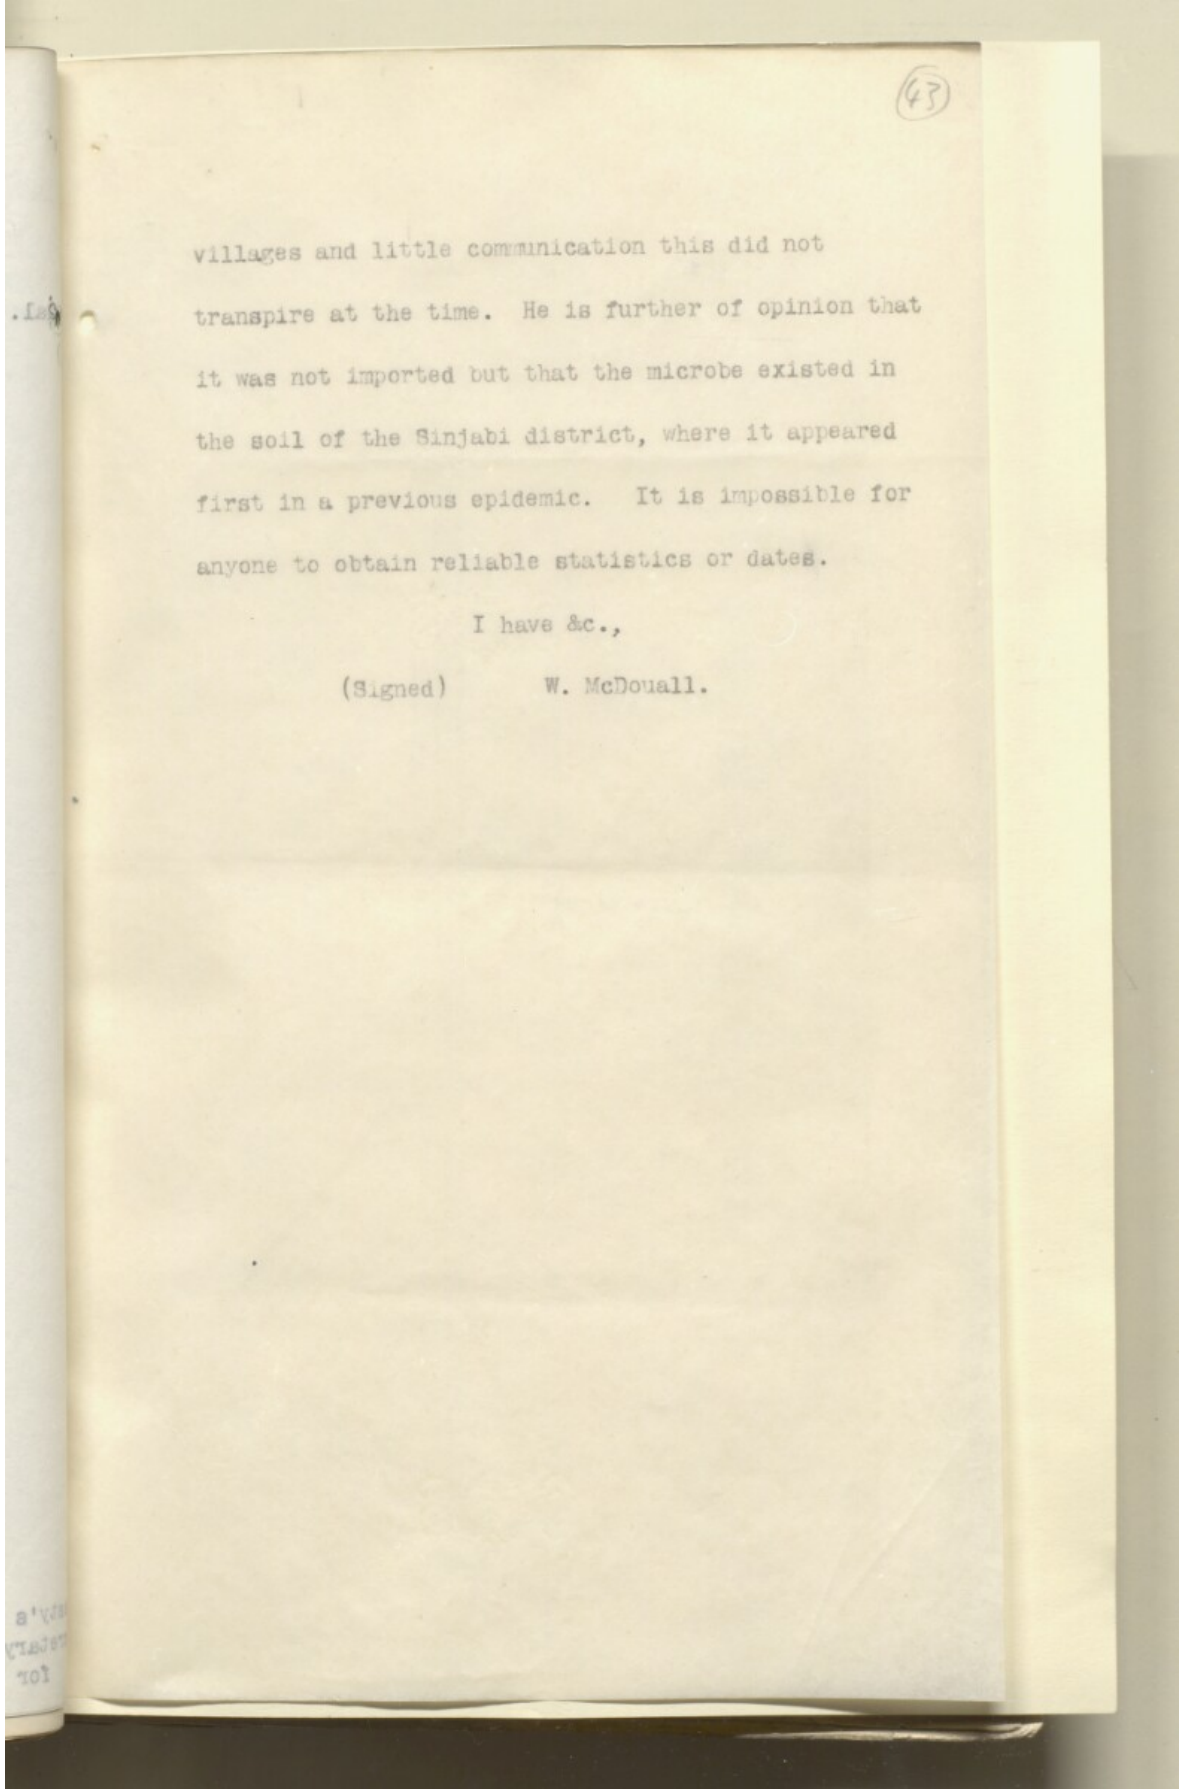 43
villages and little communication this did not
transpire at the time. He is further of opinion that
it was not imported but that the microbe existed in
the soil of the Sinjabi district, where it appeared
first in a previous epidemic. It is impossible for
anyone to obtain reliable statistics or dates.
I have &c.,
(Signed) W. McDouall.